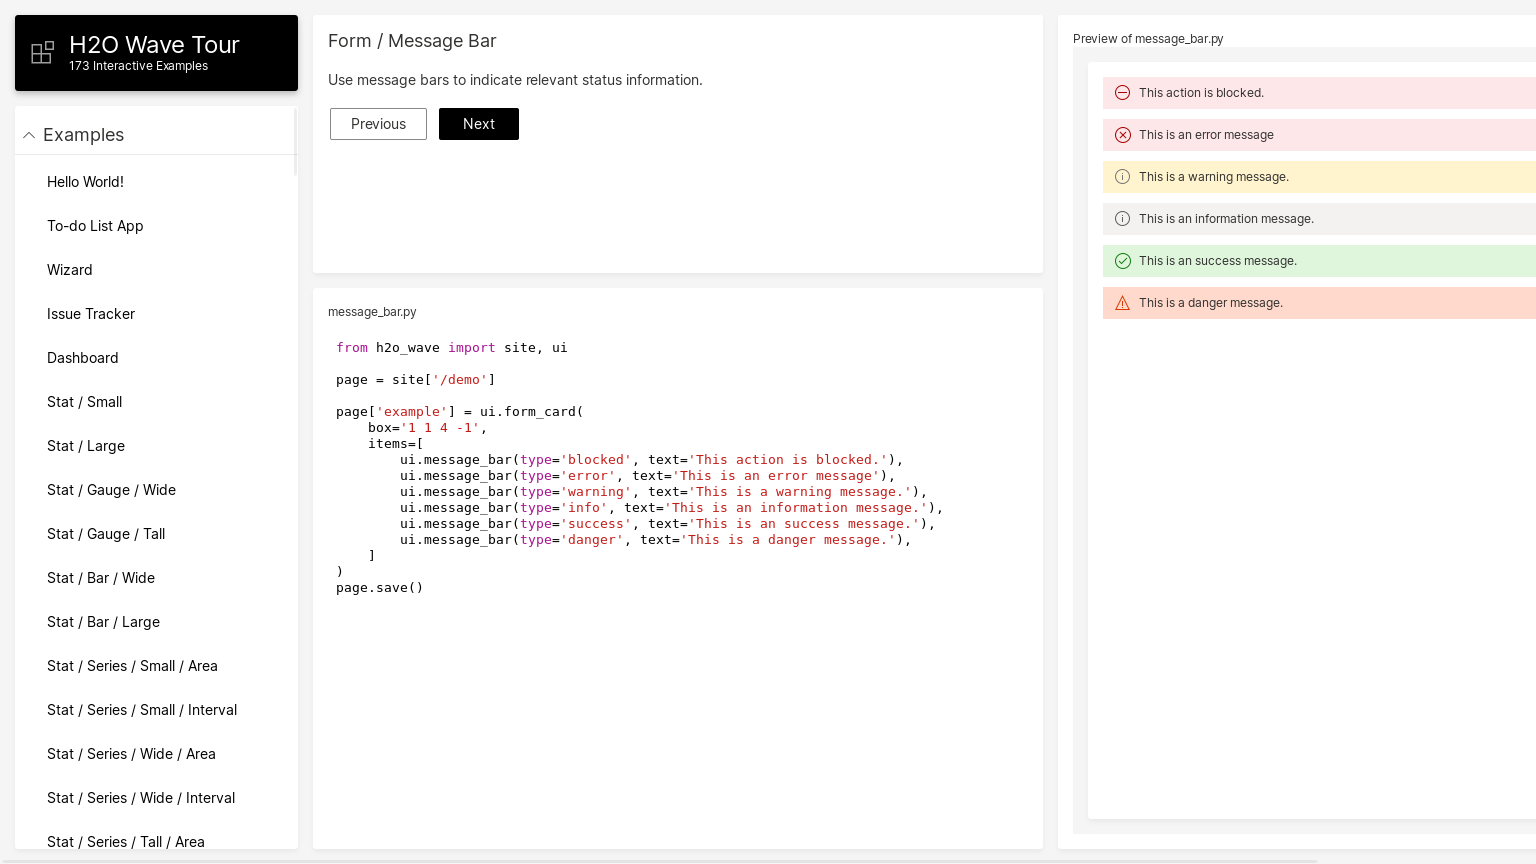 H2O Wave Tour
173 Interactive Examples
Examples
Hello World!
To-do List App
Wizard
Issue Tracker
Dashboard
Stat / Small
Stat / Large
Stat / Gauge / Wide
Stat / Gauge / Tall
Stat / Bar / Wide
Stat / Bar / Large
Stat / Series / Small / Area
Stat / Series / Small / Interval
Stat / Series / Wide / Area
Stat / Series / Wide / Interval
Stat / Series / Tall / Area
Form / Message Bar
Use message bars to indicate relevant status information.
Previous
Next
message_bar.py
from h2o_wave import site, ui
page = site['/demo']
page['example'] = ui.form_card(
    box='1 1 4 -1',
    items=[
        ui.message_bar(type='blocked', text='This action is blocked.'),
        ui.message_bar(type='error', text='This is an error message'),
        ui.message_bar(type='warning', text='This is a warning message.'),
        ui.message_bar(type='info', text='This is an information message.'),
        ui.message_bar(type='success', text='This is an success message.'),
        ui.message_bar(type='danger', text='This is a danger message.'),
    ]
)
page.save()
Preview of message_bar.py
This action is blocked.
This is an error message
This is a warning message.
This is an information message.
This is an success message.
This is a danger message.